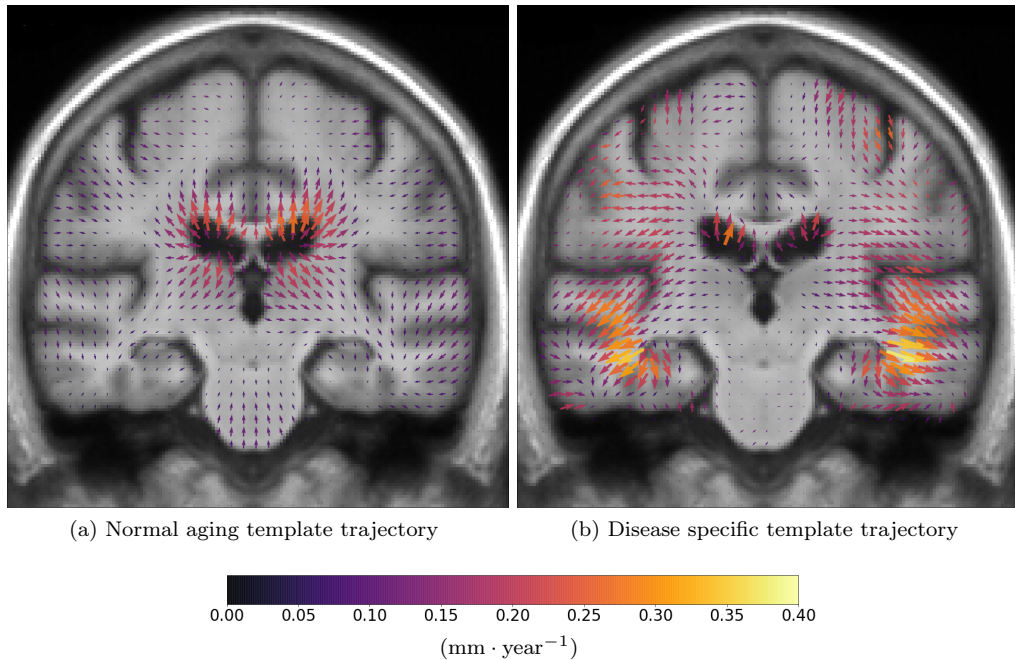 (a) Normal aging template trajectory
(b) Disease specific template trajectory
0.00 0.05 0.10 0.15 0.20 0.25 0.30 0.35 0.40
(mm · year⁻¹)